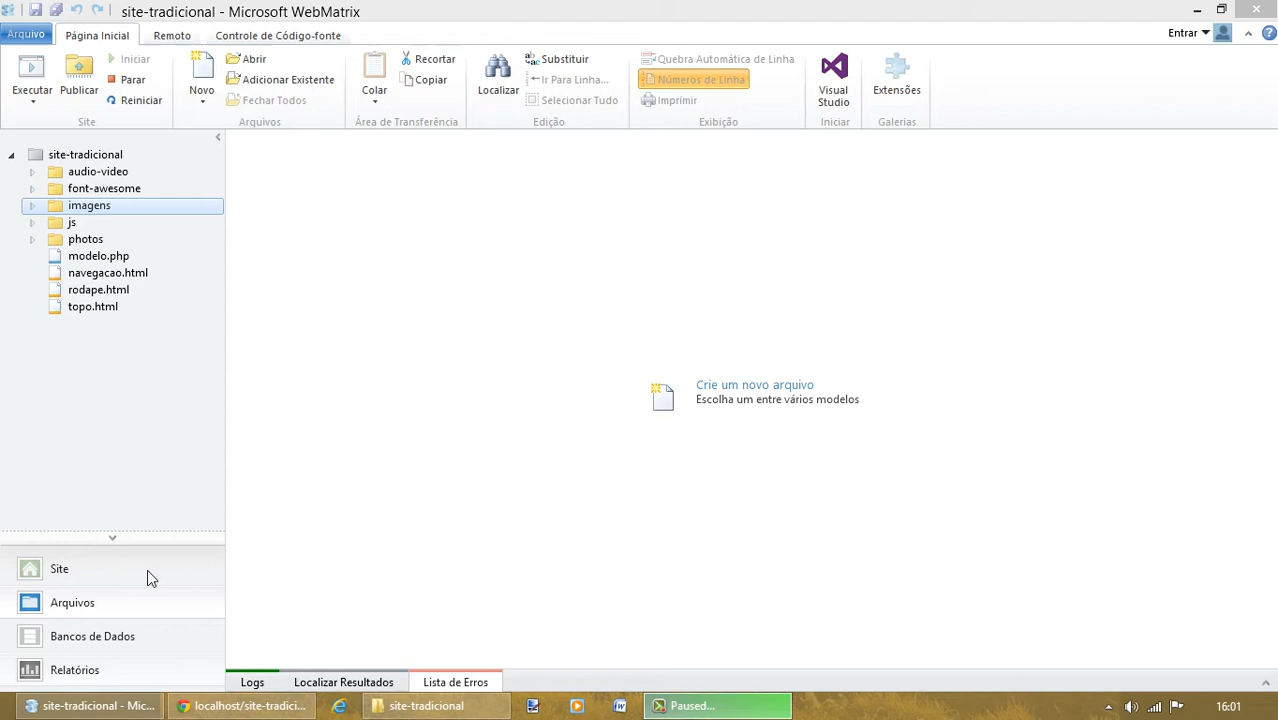 site-tradicional - Microsoft WebMatrix
Arquivo
Página Inicial
Remoto
Controle de Código-fonte
Entrar
Executar
Publicar
Iniciar
Parar
Reiniciar
Site
Novo
Abrir
Adicionar Existente
Fechar Todos
Arquivos
Colar
Recortar
Copiar
Área de Transferência
Localizar
Substituir
Ir Para Linha...
Selecionar Tudo
Edição
Quebra Automática de Linha
Números de Linha
Imprimir
Exibição
Visual
Studio
Iniciar
Extensões
Galerias
site-tradicional
audio-video
font-awesome
imagens
js
photos
modelo.php
navegacao.html
rodape.html
topo.html
Crie um novo arquivo
Escolha um entre vários modelos
Site
Arquivos
Bancos de Dados
Relatórios
Logs
Localizar Resultados
Lista de Erros
site-tradicional - Mic...
localhost/site-tradici...
site-tradicional
Paused...
16:01